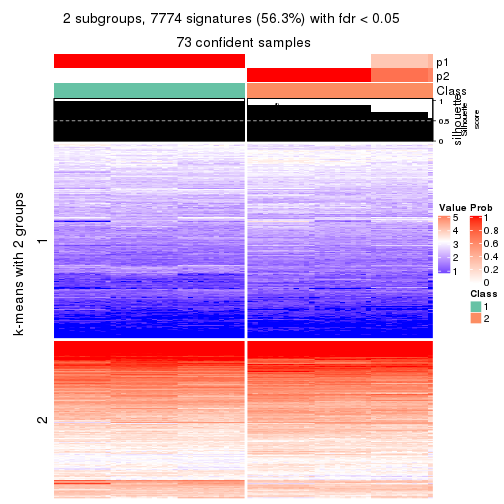 2 subgroups, 7774 signatures (56.3%) with fdr < 0.05
73 confident samples
p1
p2
Class
1
0.5
0
silhouette
Silhouette
score
k-means with 2 groups
1
2
Value
5
4
3
2
1
Prob
1
0.8
0.6
0.4
0.2
0
Class
1
2